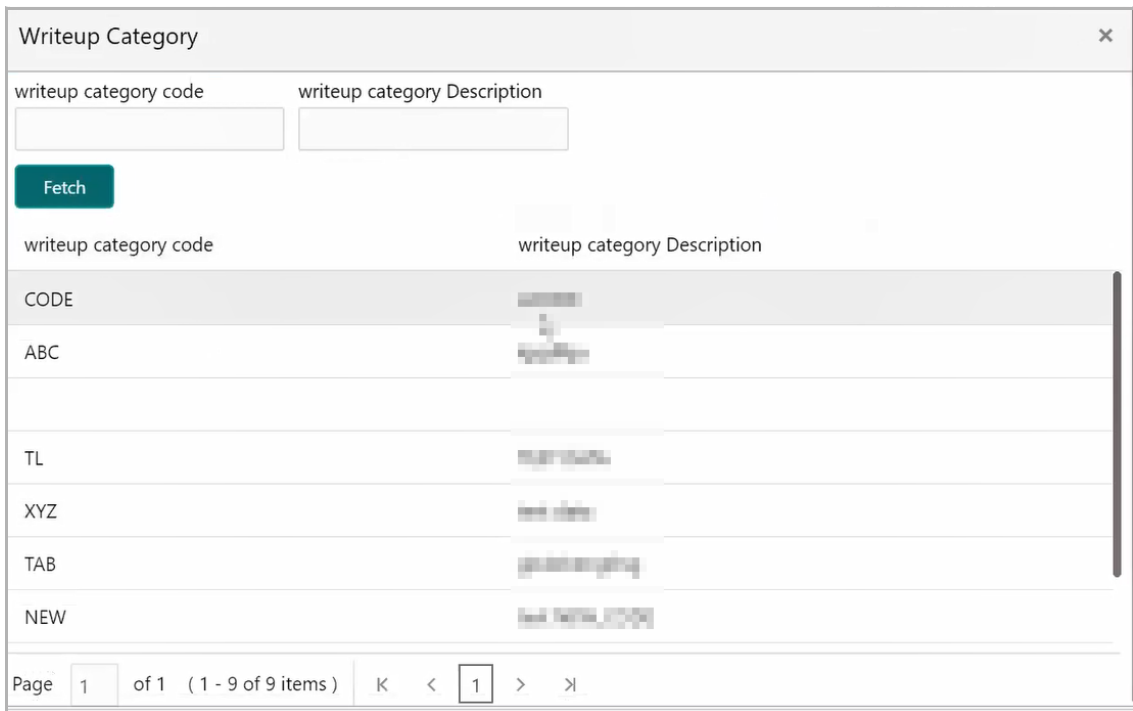 Writeup Category
writeup category code writeup category Description
Fetch
writeup category code writeup category Description
CODE
ABC
TL
XYZ
TAB
NEW
Page 1 of 1 ( 1 - 9 of 9 items ) 1